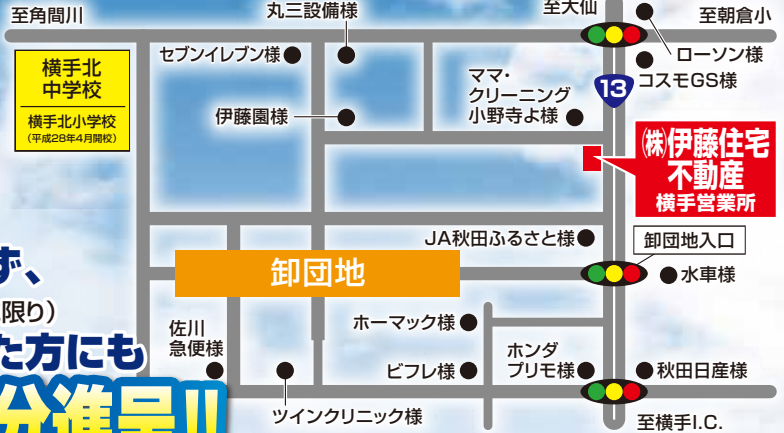 至角間川
丸三設備様
至大仙
至朝倉小
セブンイレブン様
ローソン様
コスモGS様
横手北
中学校
横手北小学校
(平成28年4月開校)
伊藤園様
ママ・
クリーニング
小野寺よ様
13
㈱伊藤住宅
不動産
横手営業所
JA秋田ふるさと様
卸団地入口
卸団地
水車様
ず、
限り)
た方にも
分進呈!!
佐川
急便様
ホーマック様
ビフレ様
ホンダ
プリモ様
秋田日産様
ツインクリニック様
至横手I.C.